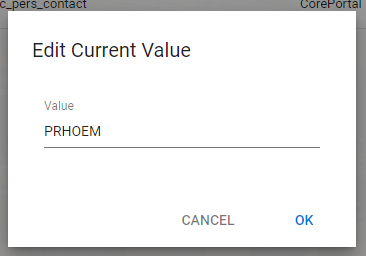 c_pers_contact CorePortal
Edit Current Value
Value
PRHOEM
CANCEL OK